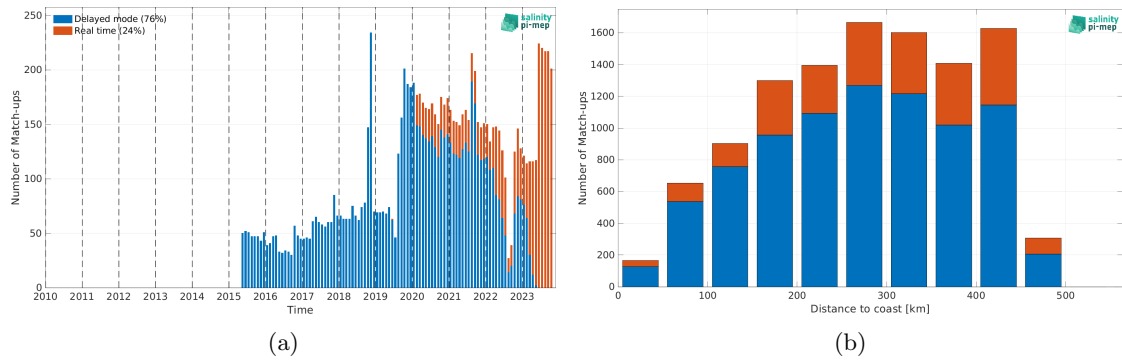 Delayed mode (76%)
Real time (24%)
salinity
pi-mep
250
200
150
100
50
0
Number of Match-ups
2010 2011 2012 2013 2014 2015 2016 2017 2018 2019 2020 2021 2022 2023
Time
(a)
salinity
pi-mep
1600
1400
1200
1000
800
600
400
200
0
Number of Match-ups
0 100 200 300 400 500
Distance to coast [km]
(b)